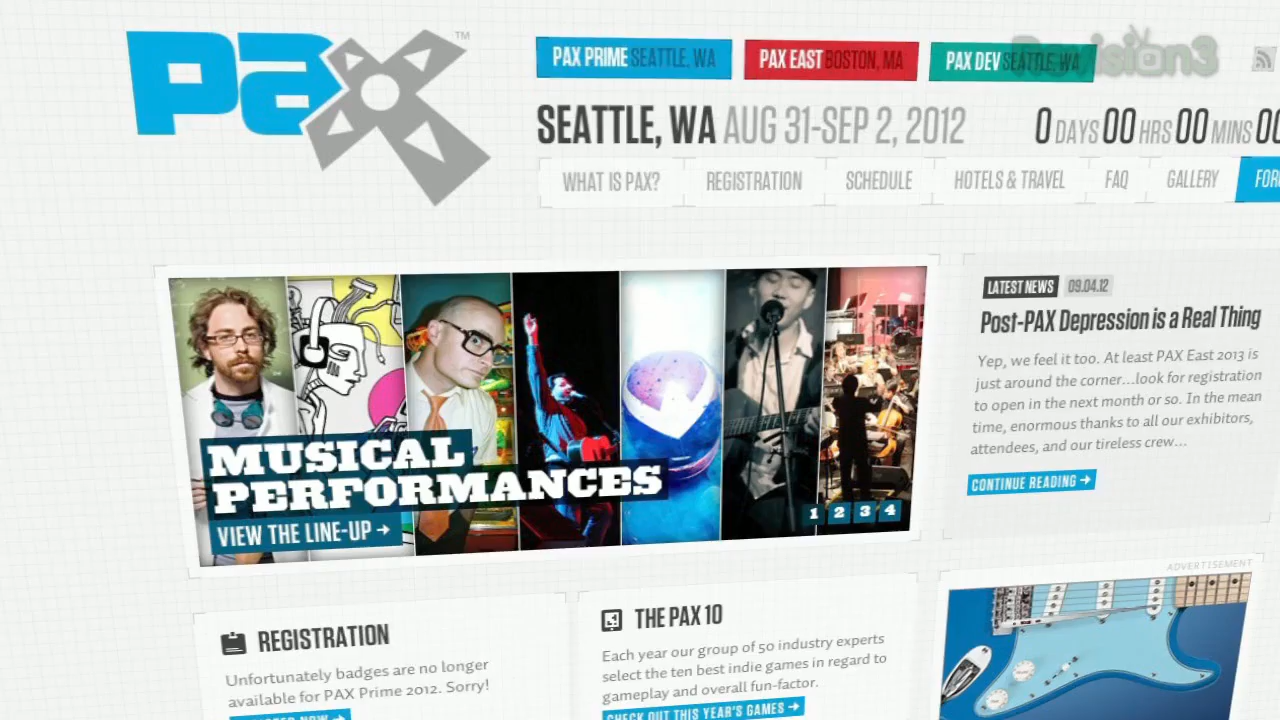 PAX ™
PAX PRIME SEATTLE, WA
PAX EAST BOSTON, MA
PAX DEV SEATTLE, WA
SEATTLE, WA AUG 31-SEP 2, 2012
0 DAYS 00 HRS 00 MINS 00
WHAT IS PAX?
REGISTRATION
SCHEDULE
HOTELS & TRAVEL
FAQ
GALLERY
MUSICAL
PERFORMANCES
VIEW THE LINE-UP
1 2 3 4
LATEST NEWS 09.04.12
Post-PAX Depression is a Real Thing
Yep, we feel it too. At least PAX East 2013 is
just around the corner...look for registration
to open in the next month or so. In the mean
time, enormous thanks to all our exhibitors,
attendees, and our tireless crew...
CONTINUE READING
ADVERTISEMENT
REGISTRATION
Unfortunately badges are no longer
available for PAX Prime 2012. Sorry!
THE PAX 10
Each year our group of 50 industry experts
select the ten best indie games in regard to
gameplay and overall fun-factor.
CHECK OUT THIS YEAR'S GAMES